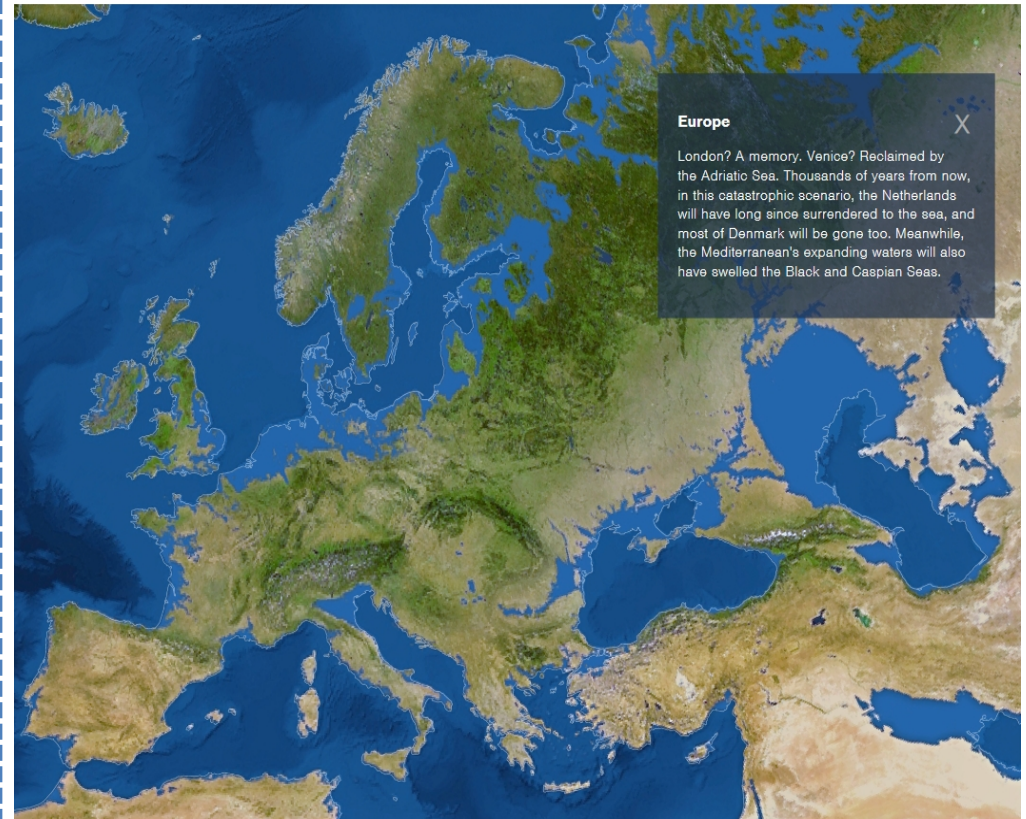 Europe
X
London? A memory. Venice? Reclaimed by
the Adriatic Sea. Thousands of years from now,
in this catastrophic scenario, the Netherlands
will have long since surrendered to the sea, and
most of Denmark will be gone too. Meanwhile,
the Mediterranean's expanding waters will also
have swelled the Black and Caspian Seas.